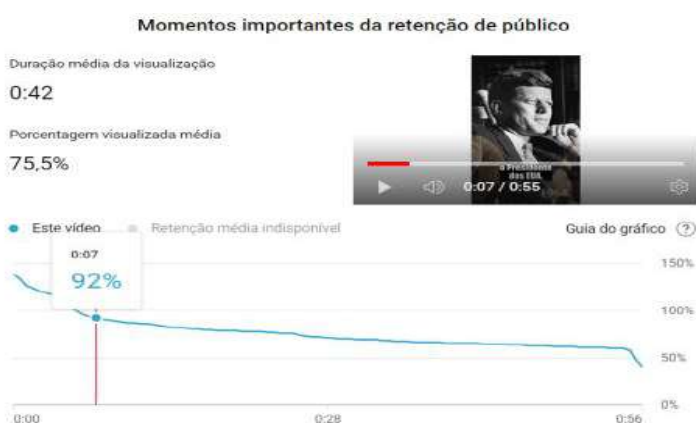 Momentos importantes da retenção de público
Duração média da visualização
0:42
Porcentagem visualizada média
75,5%
o Presidente
dos EUA,
0:07 / 0:55
Este vídeo
Retenção média indisponível
Guia do gráfico ?
0:07
92%
150%
100%
50%
0%
0:00
0:28
0:56